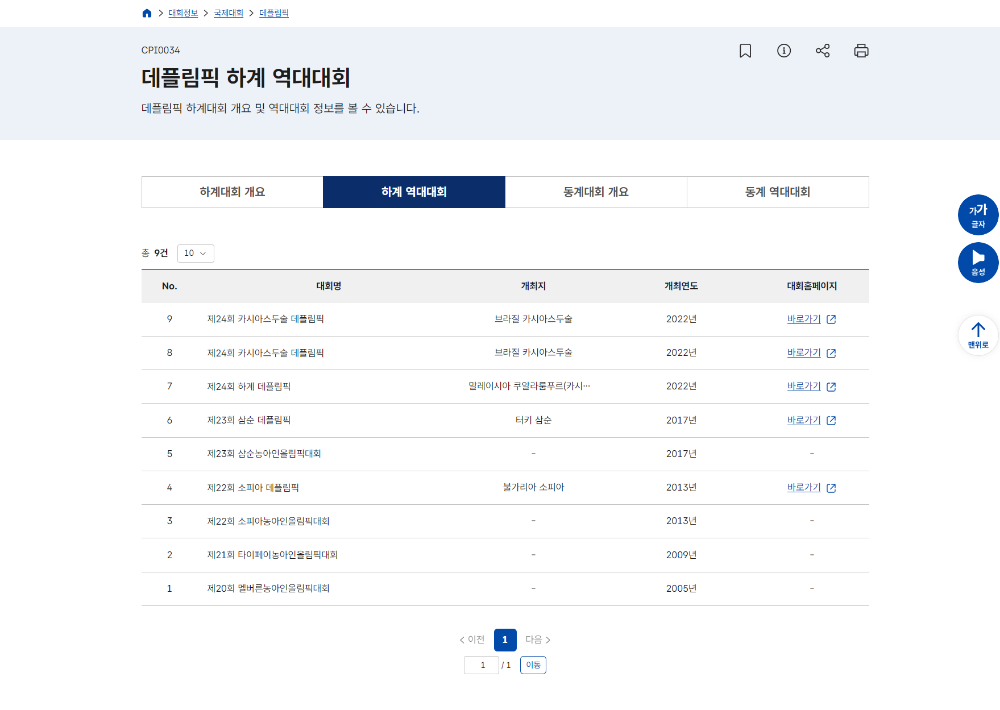 대회정보 > 국제대회 > 데플림픽
CPI0034
데플림픽 하계 역대대회
데플림픽 하계대회 개요 및 역대대회 정보를 볼 수 있습니다.
하계대회 개요 하계 역대대회 동계대회 개요 동계 역대대회
가가
글자
음성
맨위로
총 9건 10
No. 대회명 개최지 개최연도 대회홈페이지
9 제24회 카시아스두술 데플림픽 브라질 카시아스두술 2022년 바로가기
8 제24회 카시아스두술 데플림픽 브라질 카시아스두술 2022년 바로가기
7 제24회 하계 데플림픽 말레이시아 쿠알라룸푸르(카시··· 2022년 바로가기
6 제23회 삼순 데플림픽 터키 삼순 2017년 바로가기
5 제23회 삼순농아인올림픽대회 - 2017년 -
4 제22회 소피아 데플림픽 불가리아 소피아 2013년 바로가기
3 제22회 소피아농아인올림픽대회 - 2013년 -
2 제21회 타이페이농아인올림픽대회 - 2009년 -
1 제20회 멜버른농아인올림픽대회 - 2005년 -
< 이전 1 다음 >
1 / 1 이동